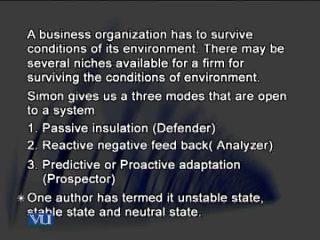 A business organization has to survive
conditions of its environment. There may be
several niches available for a firm for
surviving the conditions of environment.
Simon gives us a three modes that are open
to a system
1. Passive insulation (Defender)
2. Reactive negative feed back( Analyzer)
3. Predictive or Proactive adaptation
(Prospector)
✶ One author has termed it unstable state,
stable state and neutral state.
VU